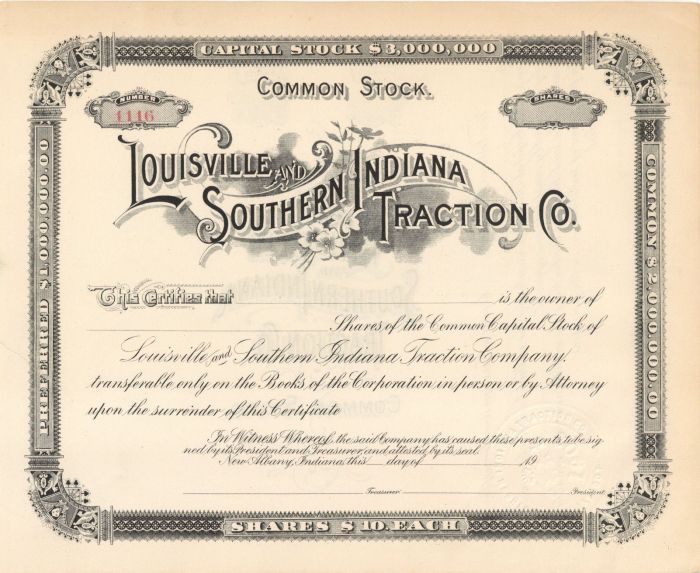 CAPITAL STOCK $3,000,000
COMMON STOCK.
NUMBER
1116
SHARES
LOUISVILLE AND
SOUTHERN INDIANA
TRACTION CO.
PREFERRED $1,000,000.00
COMMON $2,000,000.00
This Certifies that is the owner of
Shares of the Common Capital Stock of
Louisville and Southern Indiana Traction Company,
transferable only on the Books of the Corporation in person or by Attorney
upon the surrender of this Certificate
In Witness Whereof, the said Company has caused these presents to be sig-
ned by its President and Treasurer, and attested by its seal.
New Albany, Indiana, this day of 19
Treasurer President
SHARES $10. EACH